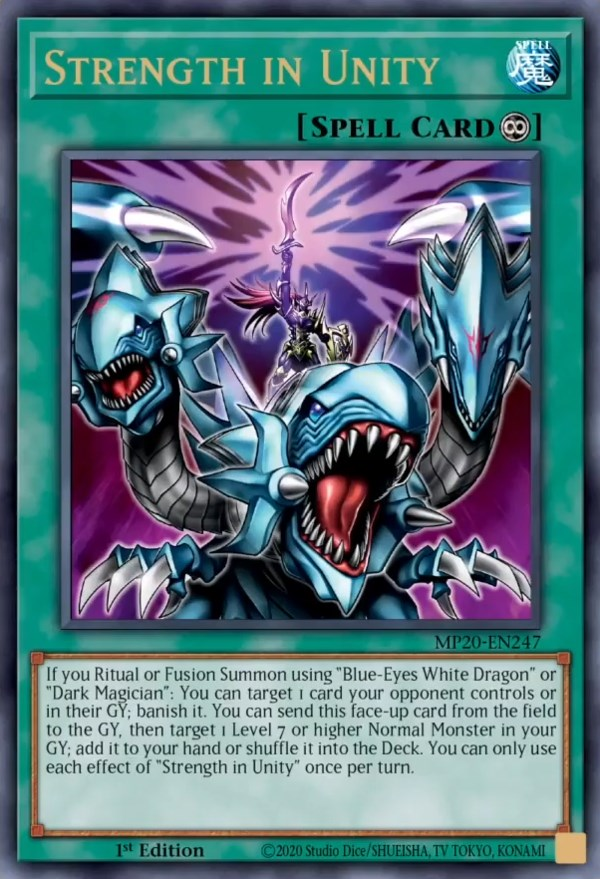 STRENGTH IN UNITY
SPELL
魔
[SPELL CARD]
MP20-EN247
If you Ritual or Fusion Summon using "Blue-Eyes White Dragon" or
"Dark Magician": You can target 1 card your opponent controls or
in their GY; banish it. You can send this face-up card from the field
to the GY, then target 1 Level 7 or higher Normal Monster in your
GY; add it to your hand or shuffle it into the Deck. You can only use
each effect of "Strength in Unity" once per turn.
1st Edition
©2020 Studio Dice/SHUEISHA, TV TOKYO, KONAMI